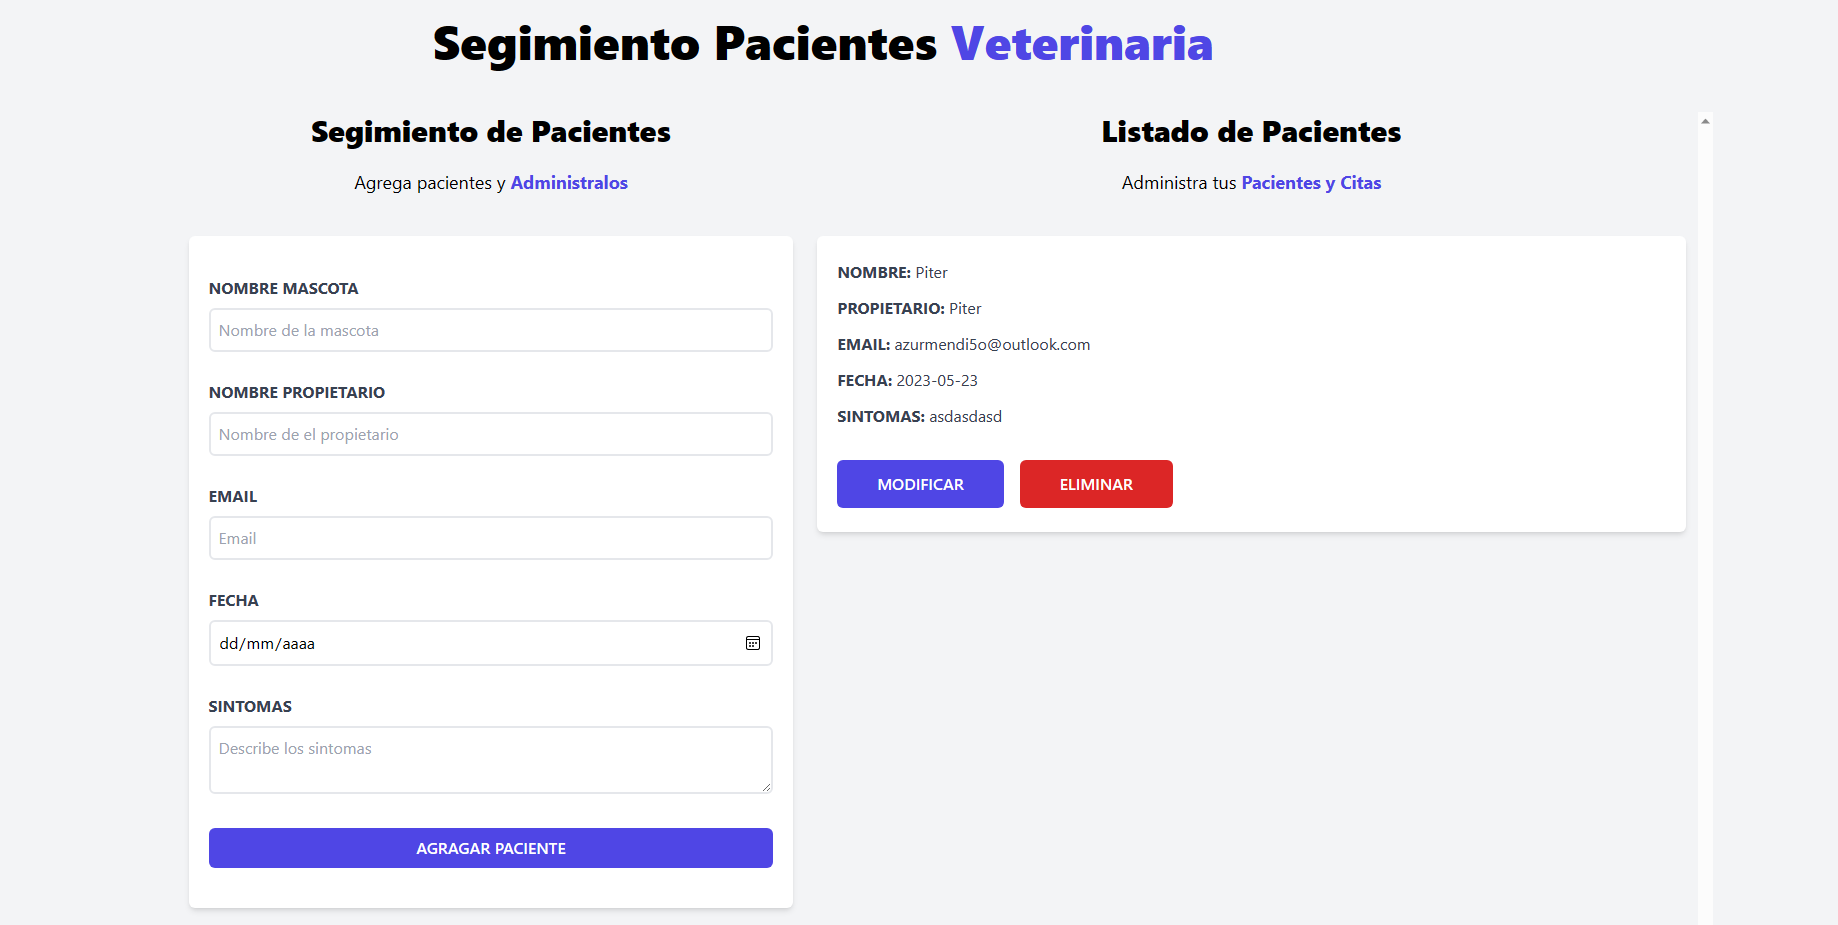 Segimiento Pacientes Veterinaria
Segimiento de Pacientes
Agrega pacientes y Administralos
NOMBRE MASCOTA
Nombre de la mascota
NOMBRE PROPIETARIO
Nombre de el propietario
EMAIL
Email
FECHA
dd/mm/aaaa
SINTOMAS
Describe los sintomas
AGRAGAR PACIENTE
Listado de Pacientes
Administra tus Pacientes y Citas
NOMBRE: Piter
PROPIETARIO: Piter
EMAIL: azurmendi5o@outlook.com
FECHA: 2023-05-23
SINTOMAS: asdasdasd
MODIFICAR
ELIMINAR